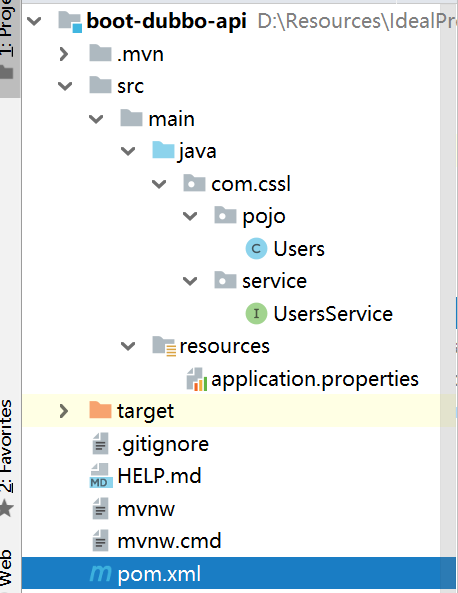 1: Proje
boot-dubbo-api D:\Resources\IdealPro
.mvn
src
main
java
com.cssl
pojo
C Users
service
I UsersService
resources
application.properties
target
.gitignore
MD HELP.md
mvnw
mvnw.cmd
m pom.xml
2: Favorites
Web